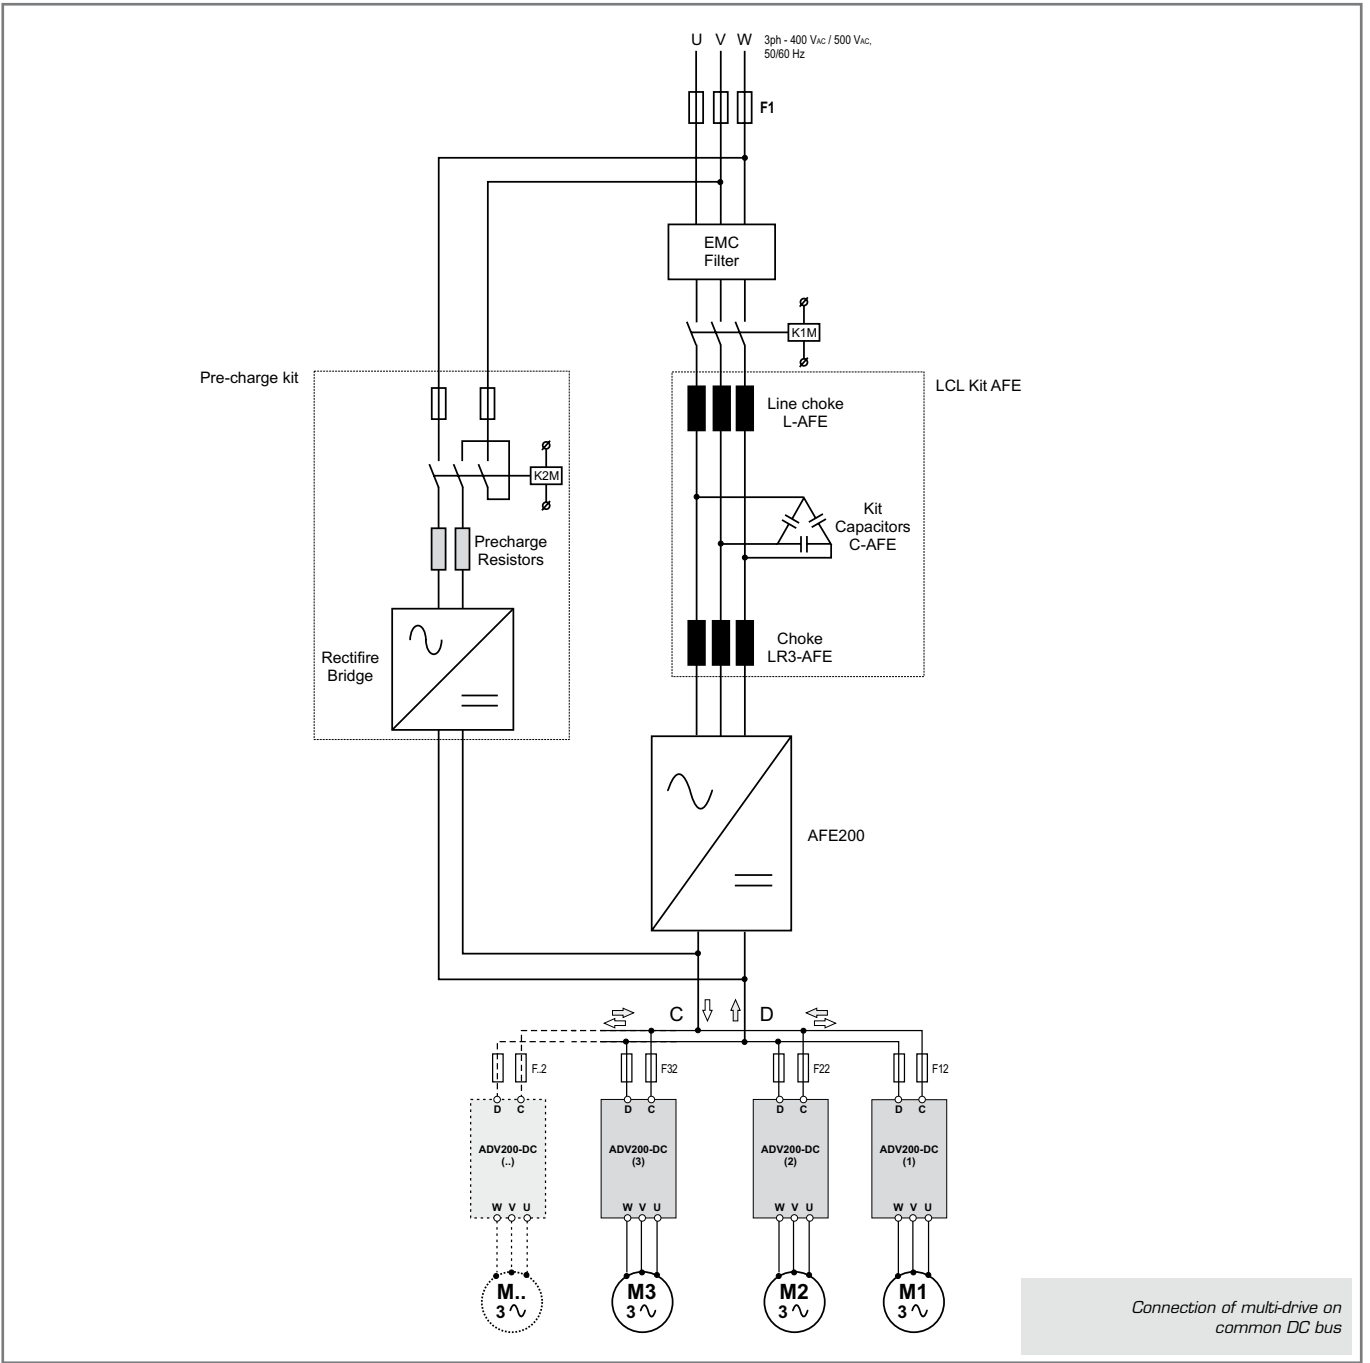 U V W
3ph - 400 VAC / 500 VAC,
50/60 Hz
F1
EMC
Filter
K1M
Pre-charge kit
LCL Kit AFE
Line choke
L-AFE
K2M
Kit
Capacitors
C-AFE
Precharge
Resistors
Choke
LR3-AFE
Rectifire
Bridge
AFE200
C D
F..2 F32 F22 F12
D C D C D C D C
ADV200-DC
(..)
ADV200-DC
(3)
ADV200-DC
(2)
ADV200-DC
(1)
W V U W V U W V U W V U
M..
3
M3
3
M2
3
M1
3
Connection of multi-drive on
common DC bus